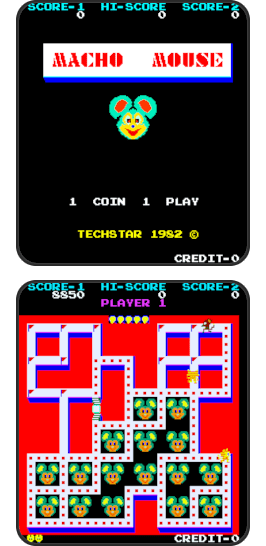 SCORE-1 HI-SCORE SCORE-2
0 0 0
MACHO MOUSE
1 COIN 1 PLAY
TECHSTAR 1982 ©
CREDIT-0
SCORE-1 HI-SCORE SCORE-2
8850 0 0
PLAYER 1
CREDIT-0